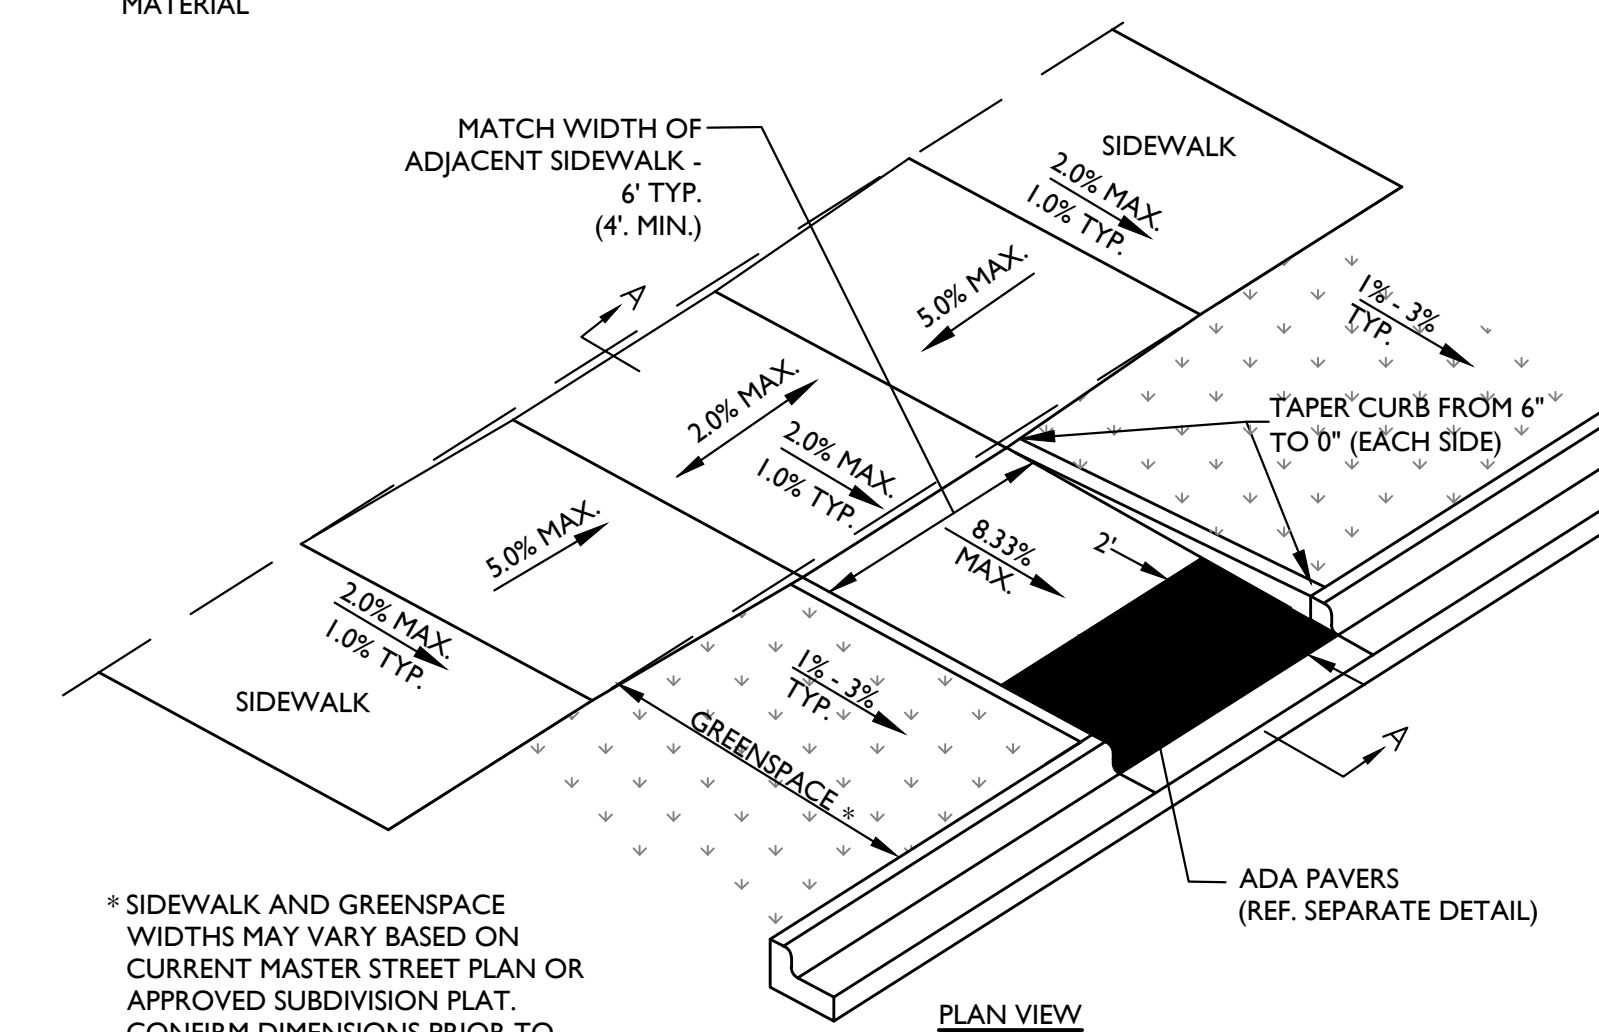 MATERIAL
MATCH WIDTH OF
ADJACENT SIDEWALK -
6' TYP.
(4'. MIN.)
SIDEWALK
2.0% MAX.
1.0% TYP.
5.0% MAX.
1% - 3%
TYP.
A
2.0% MAX.
2.0% MAX.
1.0% TYP.
TAPER CURB FROM 6"
TO 0" (EACH SIDE)
5.0% MAX.
8.33%
MAX.
2'
2.0% MAX.
1.0% TYP.
SIDEWALK
1% - 3%
TYP.
GREENSPACE *
A
ADA PAVERS
(REF. SEPARATE DETAIL)
* SIDEWALK AND GREENSPACE
WIDTHS MAY VARY BASED ON
CURRENT MASTER STREET PLAN OR
APPROVED SUBDIVISION PLAT.
CONFIRM DIMENSIONS PRIOR TO
PLAN VIEW